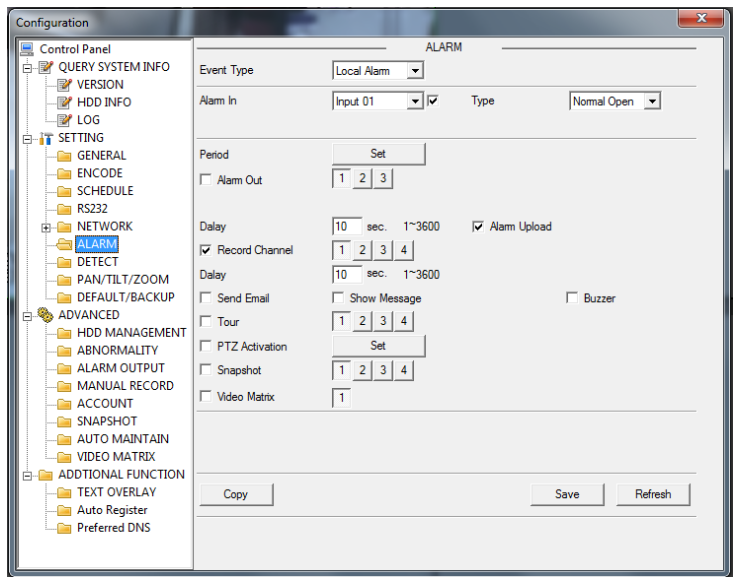 Configuration
Control Panel
QUERY SYSTEM INFO
VERSION
HDD INFO
LOG
SETTING
GENERAL
ENCODE
SCHEDULE
RS232
NETWORK
ALARM
DETECT
PAN/TILT/ZOOM
DEFAULT/BACKUP
ADVANCED
HDD MANAGEMENT
ABNORMALITY
ALARM OUTPUT
MANUAL RECORD
ACCOUNT
SNAPSHOT
AUTO MAINTAIN
VIDEO MATRIX
ADDTIONAL FUNCTION
TEXT OVERLAY
Auto Register
Preferred DNS
ALARM
Event Type Local Alarm
Alarm In Input 01 Type Normal Open
Period Set
Alarm Out 1 2 3
Dalay 10 sec. 1~3600 Alarm Upload
Record Channel 1 2 3 4
Dalay 10 sec. 1~3600
Send Email Show Message Buzzer
Tour 1 2 3 4
PTZ Activation Set
Snapshot 1 2 3 4
Video Matrix 1
Copy Save Refresh